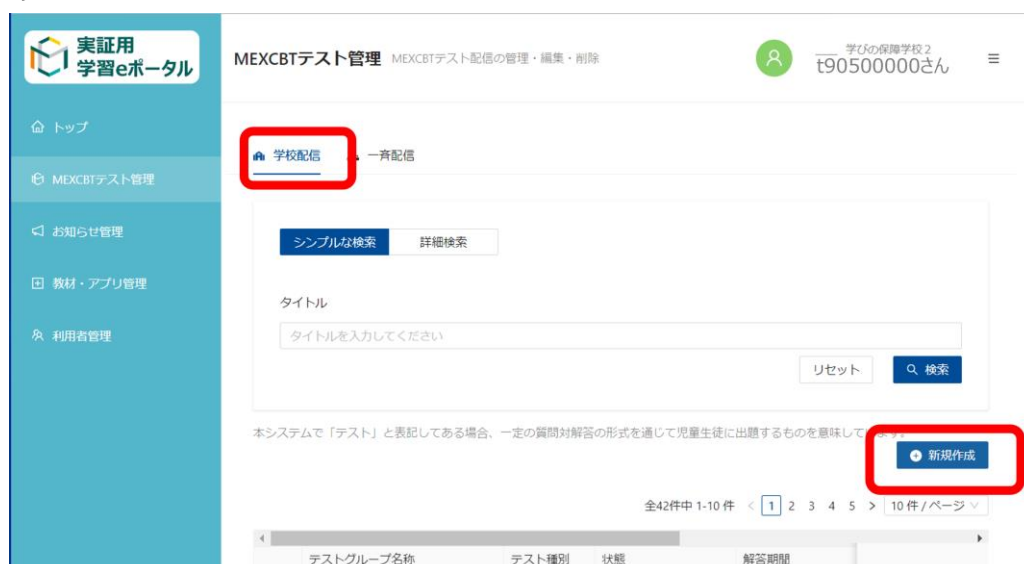 実証用
学習eポータル
MEXCBTテスト管理 MEXCBTテスト配信の管理・編集・削除
学びの保障学校2
t90500000さん
トップ
MEXCBTテスト管理
お知らせ管理
教材・アプリ管理
利用者管理
学校配信 一斉配信
シンプルな検索 詳細検索
タイトル
タイトルを入力してください
リセット 検索
本システムで「テスト」と表記してある場合、一定の質問対解答の形式を通じて児童生徒に出題するものを意味して
新規作成
全42件中 1-10 件 < 1 2 3 4 5 > 10 件 / ページ
テストグループ名称 テスト種別 状態 解答期間